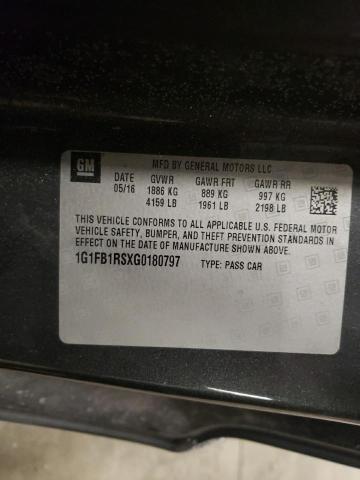 GM
MFD BY GENERAL MOTORS LLC
DATE GVWR GAWR FRT GAWR RR
05/16 1886 KG 889 KG 997 KG
4159 LB 1961 LB 2198 LB
THIS VEHICLE CONFORMS TO ALL APPLICABLE U.S. FEDERAL MOTOR
VEHICLE SAFETY, BUMPER, AND THEFT PREVENTION STANDARDS
IN EFFECT ON THE DATE OF MANUFACTURE SHOWN ABOVE.
1G1FB1RSXG0180797 TYPE: PASS CAR